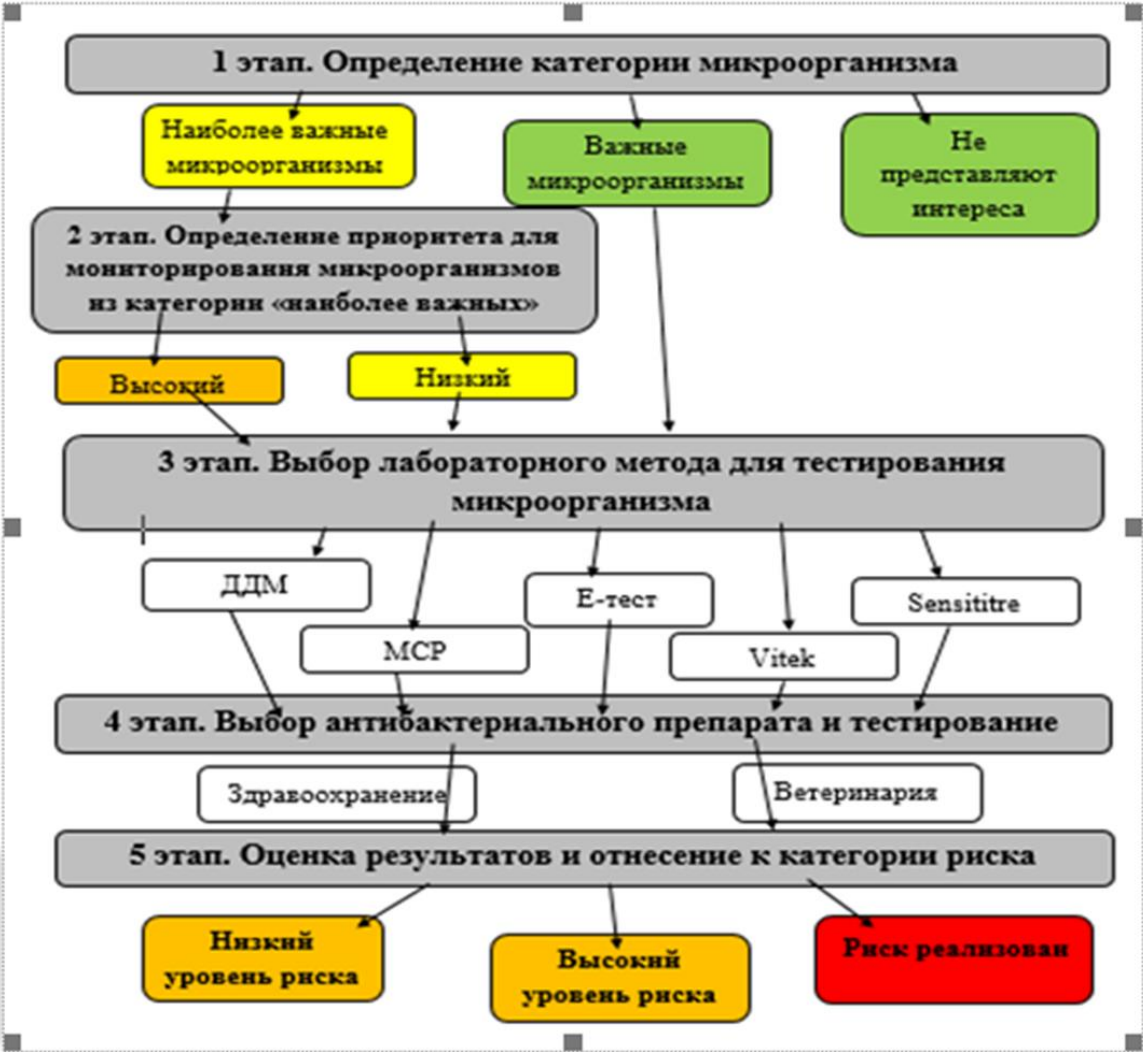 1 этап. Определение категории микроорганизма
Наиболее важные
микроорганизмы
Важные
микроорганизмы
Не
представляют
интереса
2 этап. Определение приоритета для
мониторирования микроорганизмов
из категории «наиболее важных»
Высокий
Низкий
3 этап. Выбор лабораторного метода для тестирования
микроорганизма
ДДМ
МСР
Е-тест
Vitek
Sensititre
4 этап. Выбор антибактериального препарата и тестирование
Здравоохранение
Ветеринария
5 этап. Оценка результатов и отнесение к категории риска
Низкий
уровень риска
Высокий
уровень риска
Риск реализован